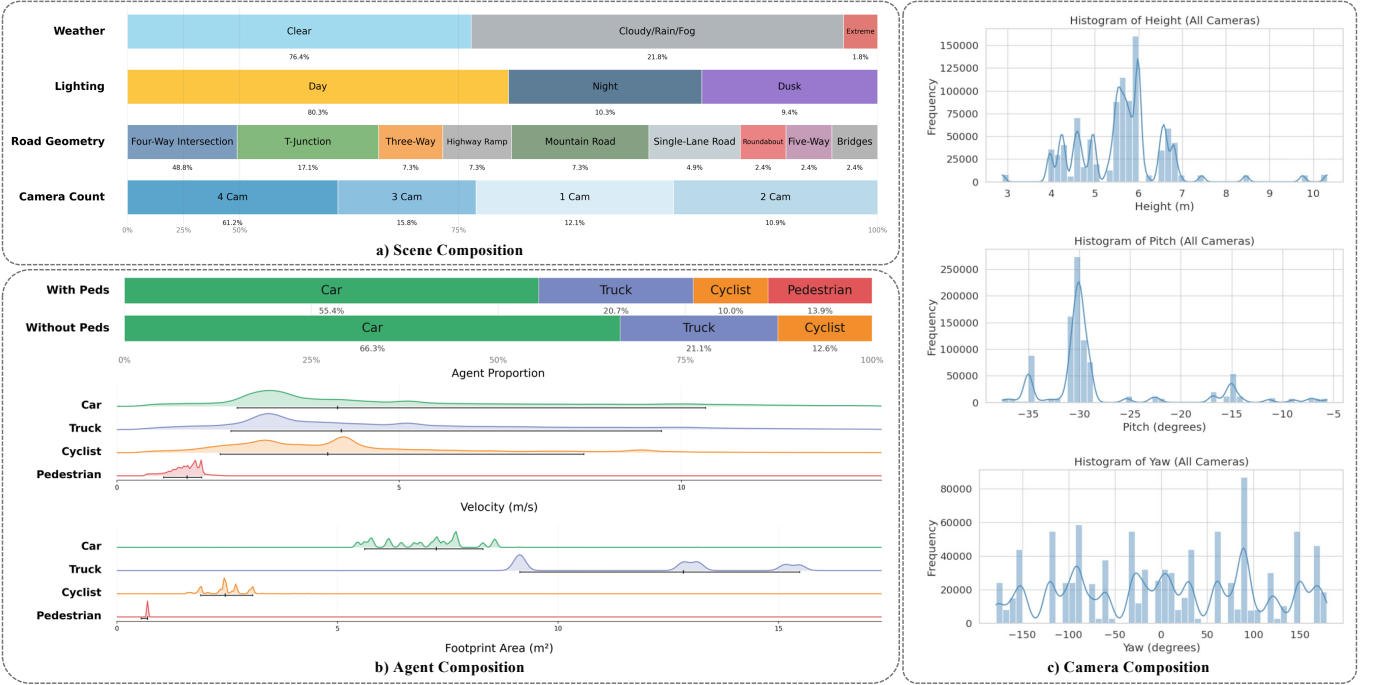 Weather
Clear
Cloudy/Rain/Fog
Extreme
76.4%
21.8%
1.8%
Lighting
Day
Night
Dusk
80.3%
10.3%
9.4%
Road Geometry
Four-Way Intersection
T-Junction
Three-Way
Highway Ramp
Mountain Road
Single-Lane Road
Roundabout
Five-Way
Bridges
48.8%
17.1%
7.3%
7.3%
7.3%
4.9%
2.4%
2.4%
2.4%
Camera Count
4 Cam
3 Cam
1 Cam
2 Cam
61.2%
15.8%
12.1%
10.9%
0%
25%
50%
75%
100%
a) Scene Composition
With Peds
Car
Truck
Cyclist
Pedestrian
55.4%
20.7%
10.0%
13.9%
Without Peds
Car
Truck
Cyclist
66.3%
21.1%
12.6%
0%
25%
50%
75%
100%
Agent Proportion
Car
Truck
Cyclist
Pedestrian
0
5
10
Velocity (m/s)
Car
Truck
Cyclist
Pedestrian
0
5
10
15
Footprint Area (m²)
b) Agent Composition
Histogram of Height (All Cameras)
Frequency
150000
125000
100000
75000
50000
25000
0
3
4
5
6
7
8
9
10
Height (m)
Histogram of Pitch (All Cameras)
Frequency
250000
200000
150000
100000
50000
0
−35
−30
−25
−20
−15
−10
−5
Pitch (degrees)
Histogram of Yaw (All Cameras)
Frequency
80000
60000
40000
20000
0
−150
−100
−50
0
50
100
150
Yaw (degrees)
c) Camera Composition